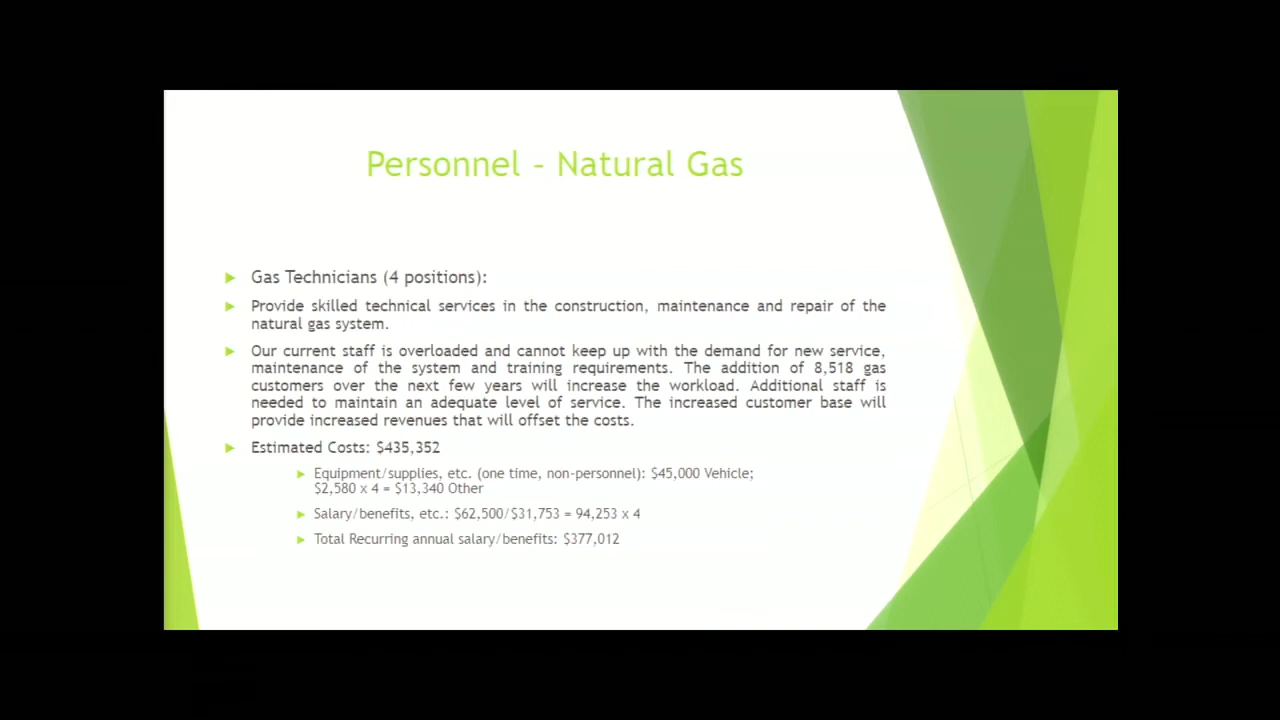 Personnel – Natural Gas
Gas Technicians (4 positions):
Provide skilled technical services in the construction, maintenance and repair of the
natural gas system.
Our current staff is overloaded and cannot keep up with the demand for new service,
maintenance of the system and training requirements. The addition of 8,518 gas
customers over the next few years will increase the workload. Additional staff is
needed to maintain an adequate level of service. The increased customer base will
provide increased revenues that will offset the costs.
Estimated Costs: $435,352
Equipment/supplies, etc. (one time, non-personnel): $45,000 Vehicle;
$2,580 x 4 = $13,340 Other
Salary/benefits, etc.: $62,500/$31,753 = 94,253 x 4
Total Recurring annual salary/benefits: $377,012